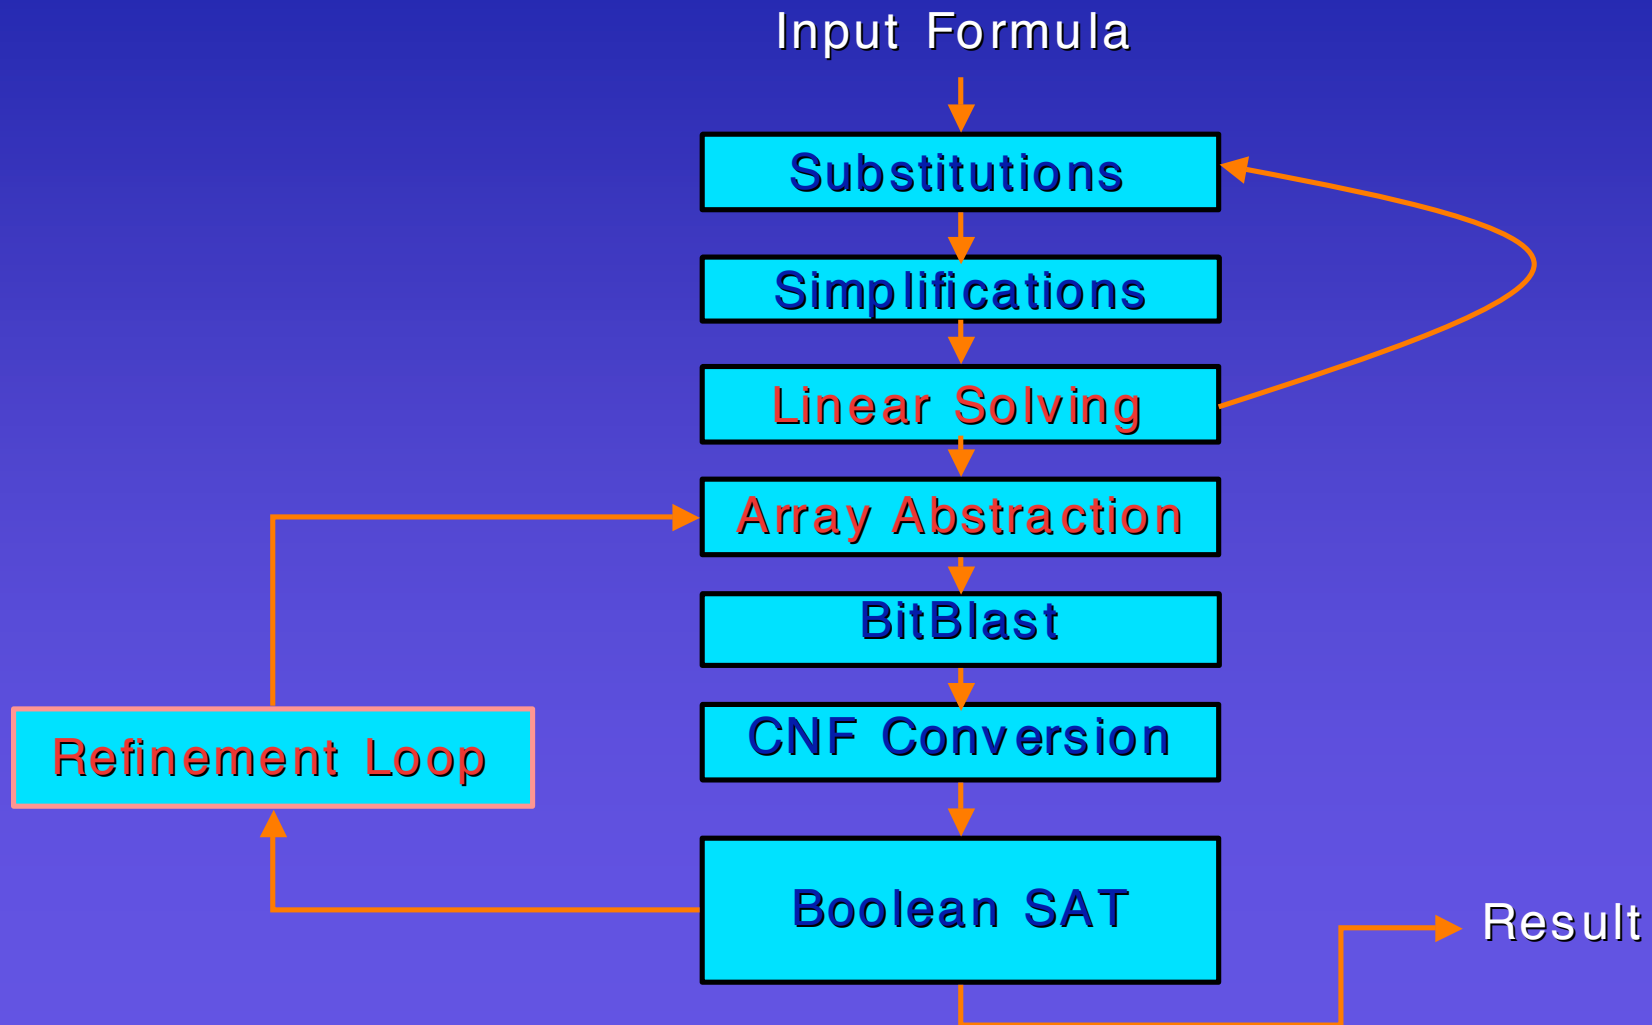 Input Formula
Substitutions
Simplifications
Linear Solving
Array Abstraction
BitBlast
CNF Conversion
Refinement Loop
Boolean SAT
Result